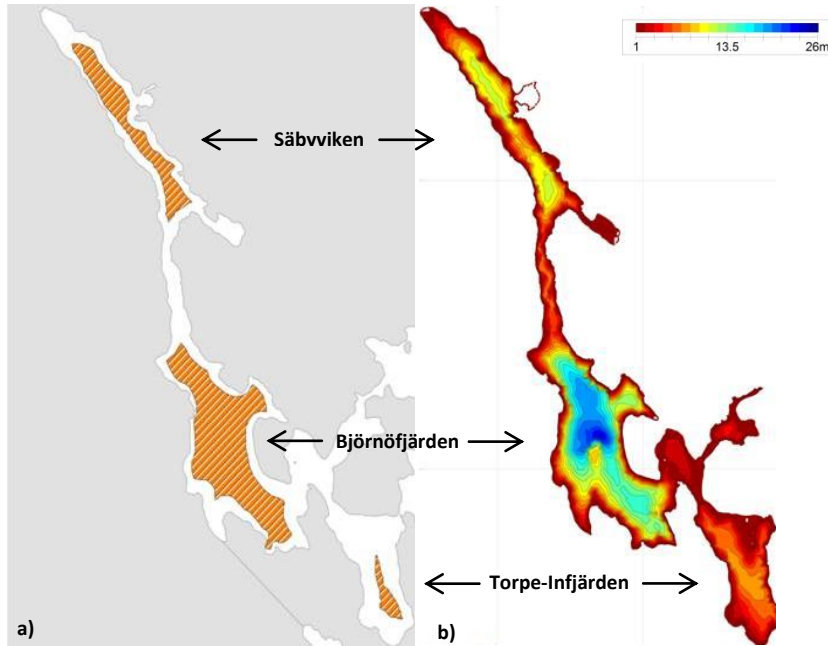 1 13.5 26m
Säbvviken
Björnöfjärden
Torpe-Infjärden
a) b)